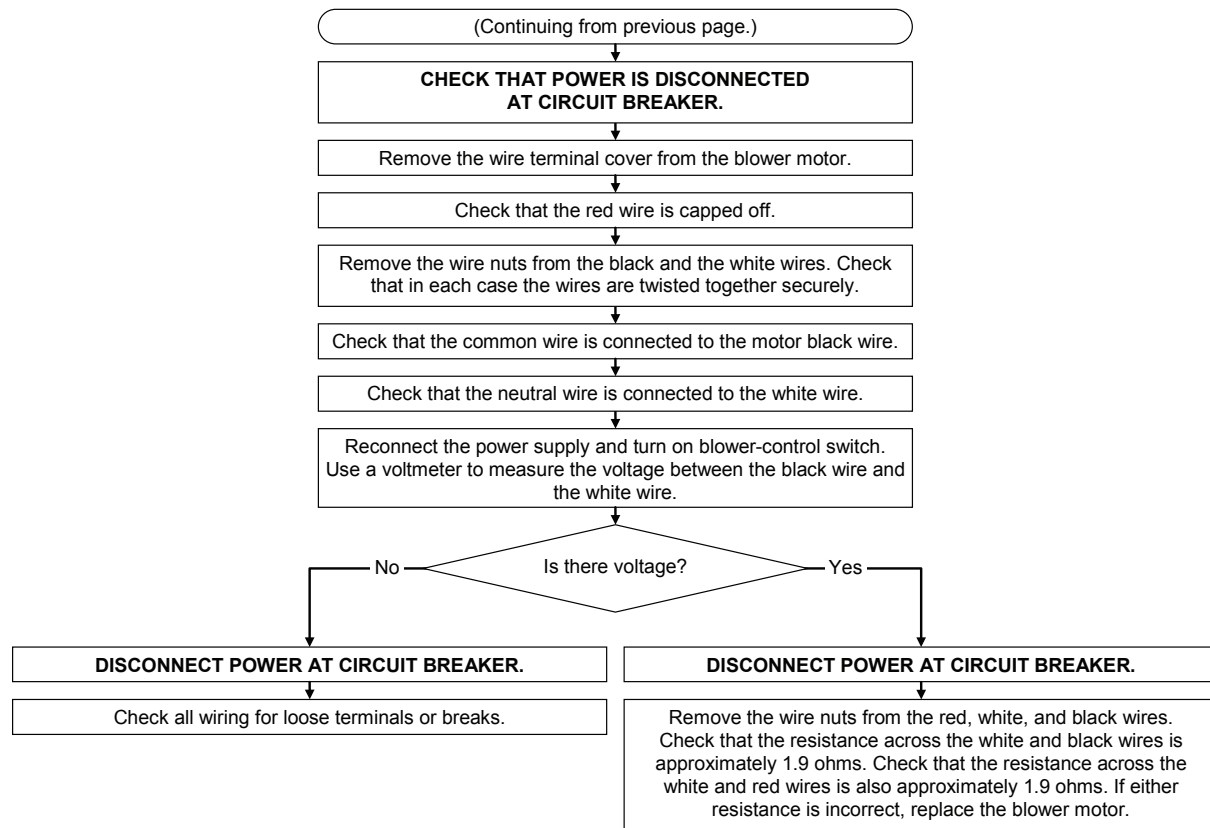 (Continuing from previous page.)
CHECK THAT POWER IS DISCONNECTED
AT CIRCUIT BREAKER.
Remove the wire terminal cover from the blower motor.
Check that the red wire is capped off.
Remove the wire nuts from the black and the white wires. Check
that in each case the wires are twisted together securely.
Check that the common wire is connected to the motor black wire.
Check that the neutral wire is connected to the white wire.
Reconnect the power supply and turn on blower-control switch.
Use a voltmeter to measure the voltage between the black wire and
the white wire.
Is there voltage?
No
Yes
DISCONNECT POWER AT CIRCUIT BREAKER.
Check all wiring for loose terminals or breaks.
DISCONNECT POWER AT CIRCUIT BREAKER.
Remove the wire nuts from the red, white, and black wires.
Check that the resistance across the white and black wires is
approximately 1.9 ohms. Check that the resistance across the
white and red wires is also approximately 1.9 ohms. If either
resistance is incorrect, replace the blower motor.